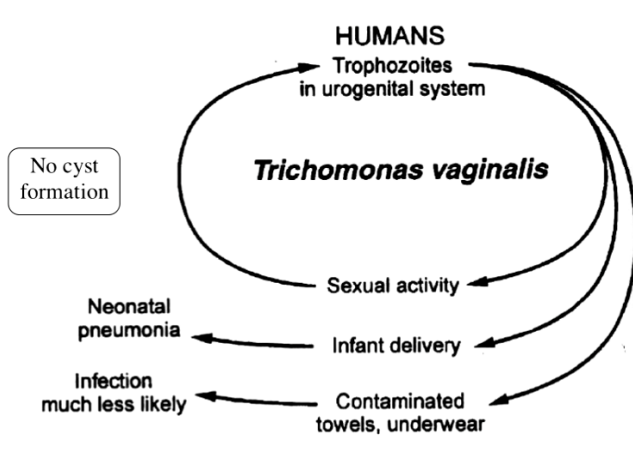 HUMANS
Trophozoites
in urogenital system
No cyst
formation
Trichomonas vaginalis
Sexual activity
Neonatal
pneumonia
Infant delivery
Infection
much less likely
Contaminated
towels, underwear